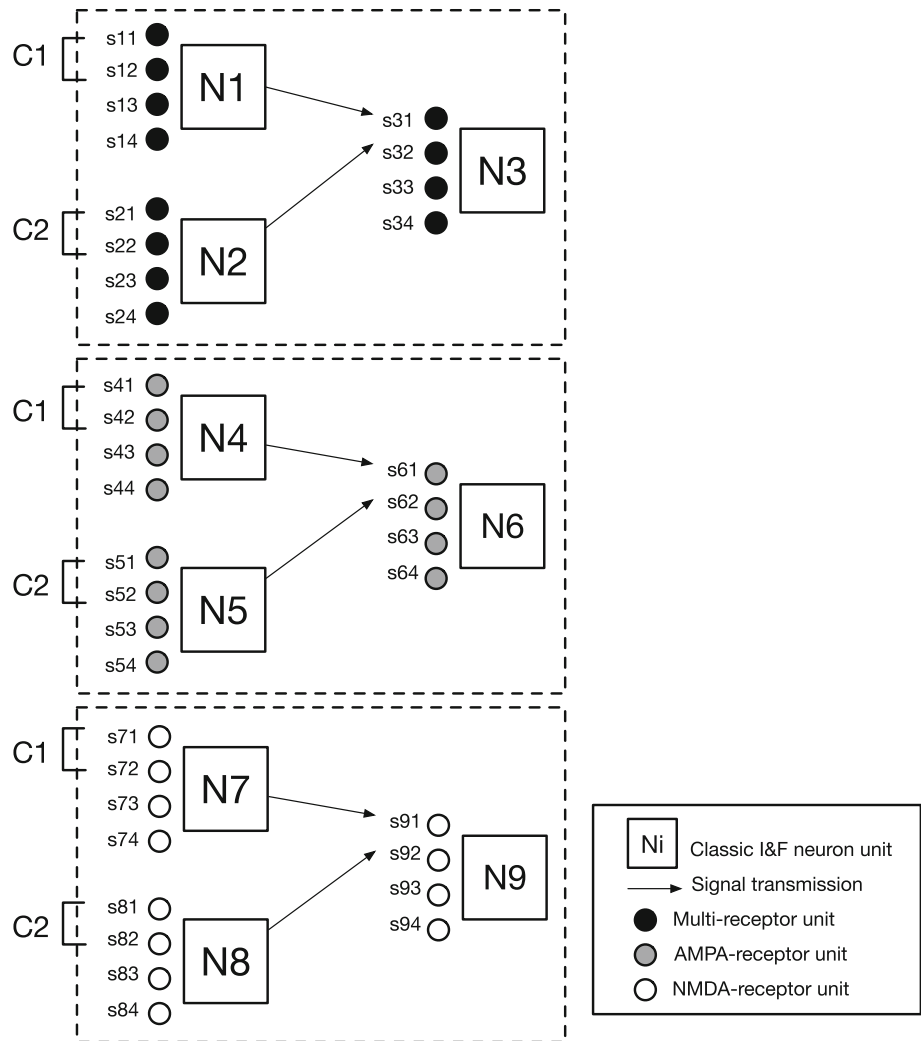 C1
s11
s12
s13
s14
N1
C2
s21
s22
s23
s24
N2
s31
s32
s33
s34
N3
C1
s41
s42
s43
s44
N4
C2
s51
s52
s53
s54
N5
s61
s62
s63
s64
N6
C1
s71
s72
s73
s74
N7
C2
s81
s82
s83
s84
N8
s91
s92
s93
s94
N9
Ni Classic I&F neuron unit
Signal transmission
Multi-receptor unit
AMPA-receptor unit
NMDA-receptor unit